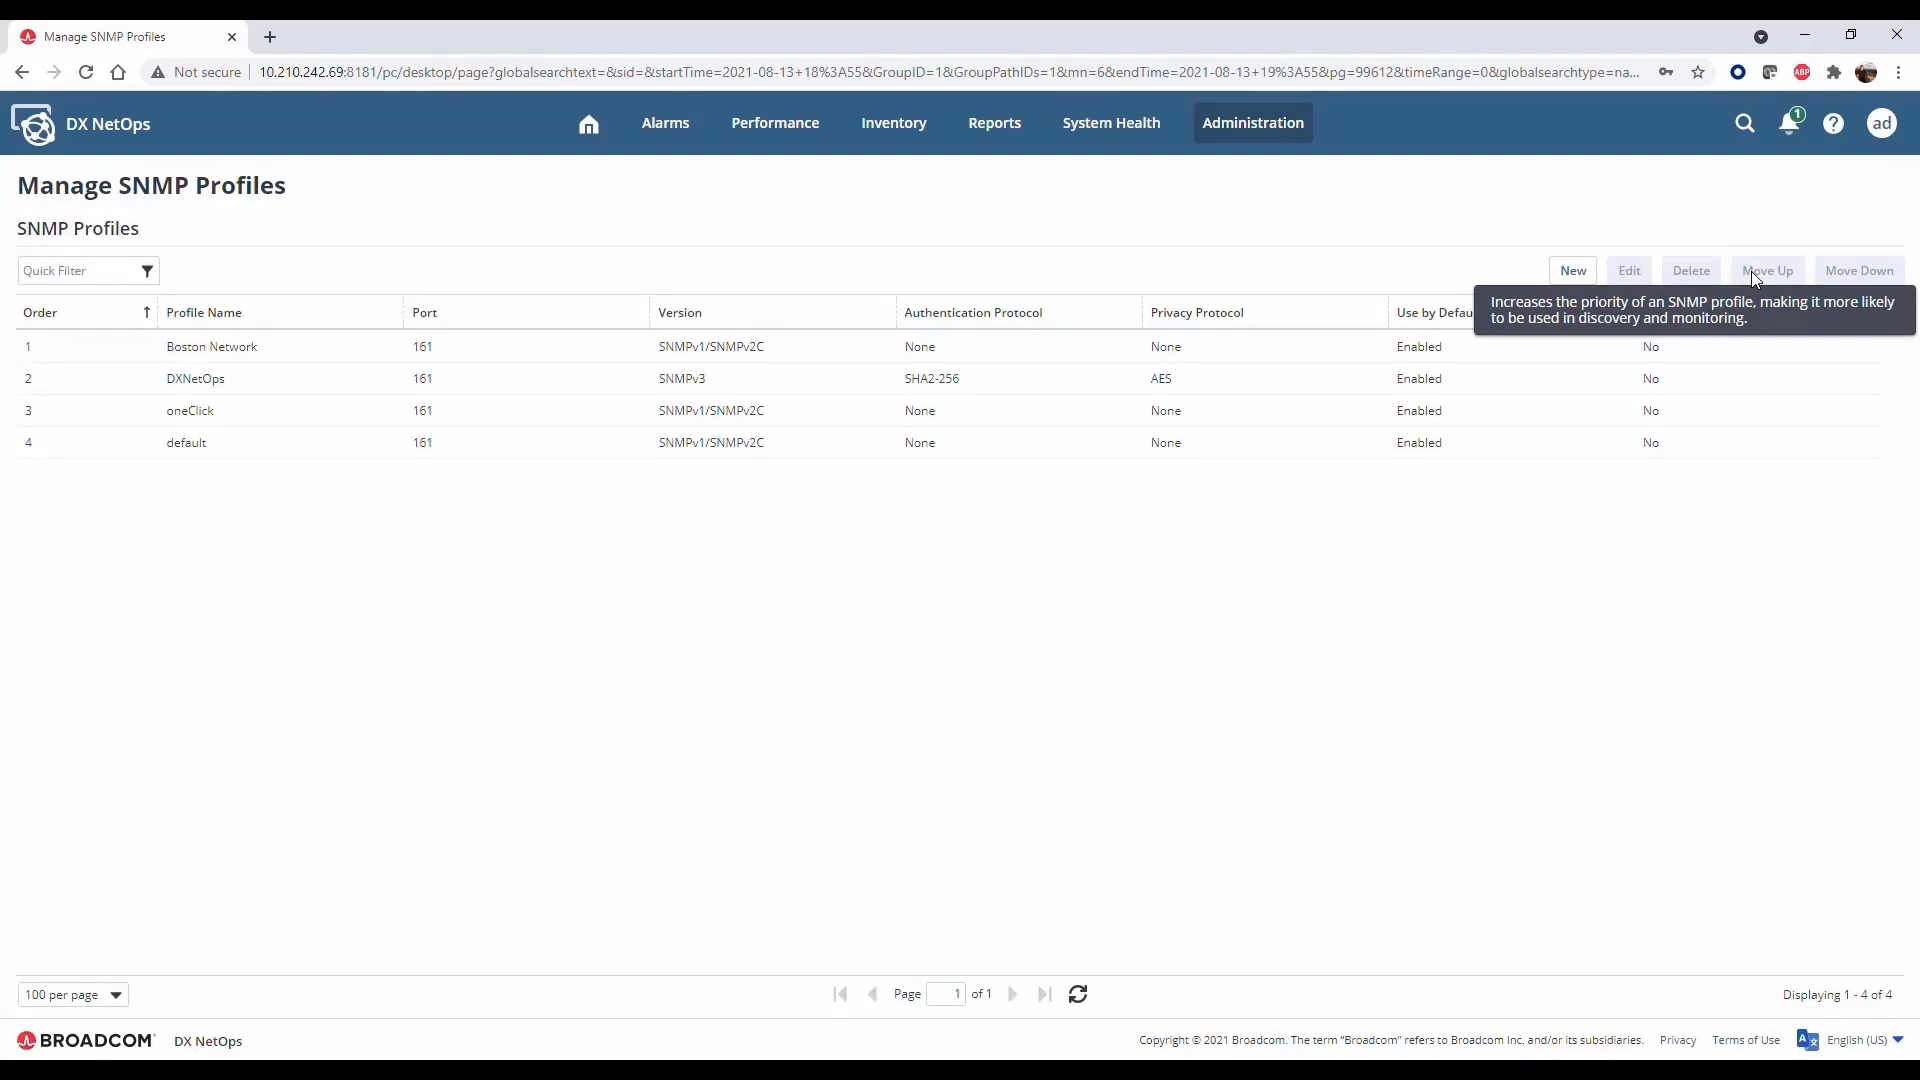 Manage SNMP Profiles
Not secure 10.210.242.69:8181/pc/desktop/page?globalsearchtext=&sid=&startTime=2021-08-13+18%3A55&GroupID=1&GroupPathIDs=1&mn=6&endTime=2021-08-13+19%3A55&pg=99612&timeRange=0&globalsearchtype=na...
ABP
DX NetOps Alarms Performance Inventory Reports System Health Administration 1 ? ad
Manage SNMP Profiles
SNMP Profiles
Quick Filter New Edit Delete Move Up Move Down
Increases the priority of an SNMP profile, making it more likely
to be used in discovery and monitoring.
Order Profile Name Port Version Authentication Protocol Privacy Protocol Use by Defau
1 Boston Network 161 SNMPv1/SNMPv2C None None Enabled No
2 DXNetOps 161 SNMPv3 SHA2-256 AES Enabled No
3 oneClick 161 SNMPv1/SNMPv2C None None Enabled No
4 default 161 SNMPv1/SNMPv2C None None Enabled No
100 per page Page 1 of 1 Displaying 1 - 4 of 4
BROADCOM DX NetOps Copyright © 2021 Broadcom. The term "Broadcom" refers to Broadcom Inc. and/or its subsidiaries. Privacy Terms of Use English (US)